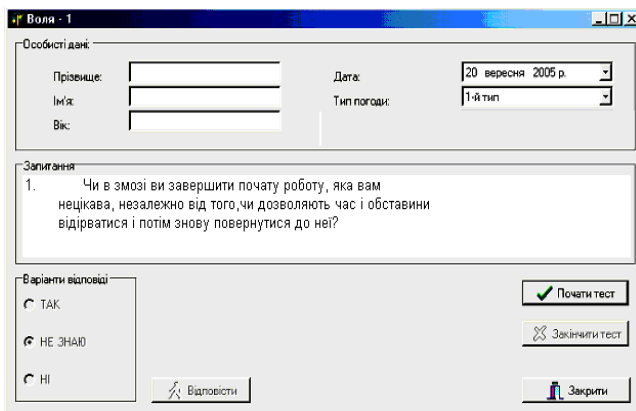 Воля - 1
Особисті дані:
Прізвище:
Ім'я:
Вік:
Дата: 20 вересня 2005 р.
Тип погоди: 1-й тип
Запитання
1. Чи в змозі ви завершити почату роботу, яка вам
нецікава, незалежно від того,чи дозволяють час і обставини
відірватися і потім знову повернутися до неї?
Варіанти відповіді
ТАК
НЕ ЗНАЮ
НІ
Відповісти
Почати тест
Закінчити тест
Закрити